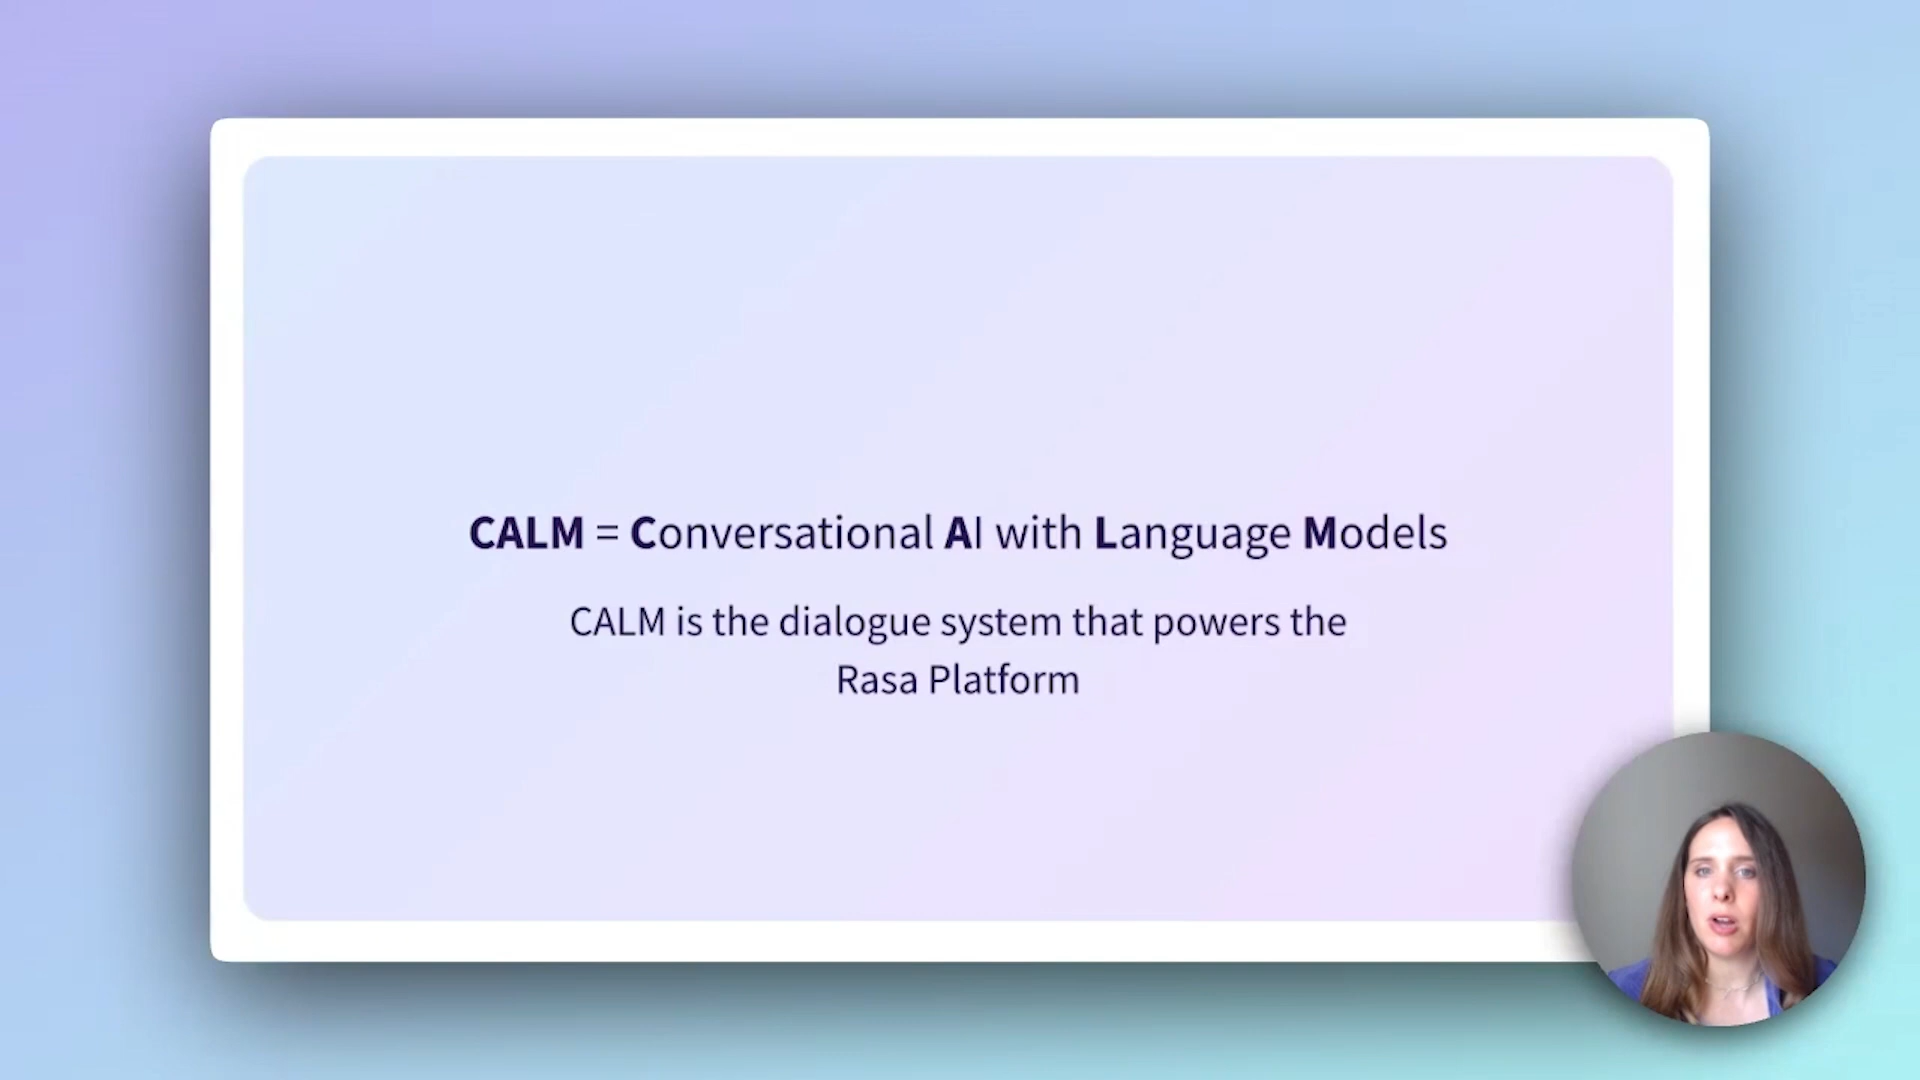 CALM = Conversational AI with Language Models
CALM is the dialogue system that powers the
Rasa Platform